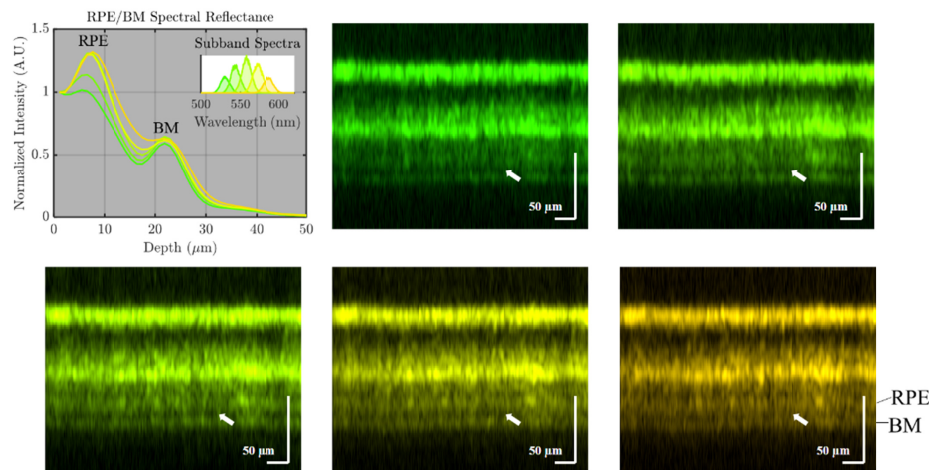 RPE/BM Spectral Reflectance
1.5
1
0.5
0
Normalized Intensity (A.U.)
RPE
BM
Subband Spectra
500 550 600
Wavelength (nm)
0 10 20 30 40 50
Depth (μm)
50 μm
50 μm
50 μm
50 μm
50 μm
RPE
BM